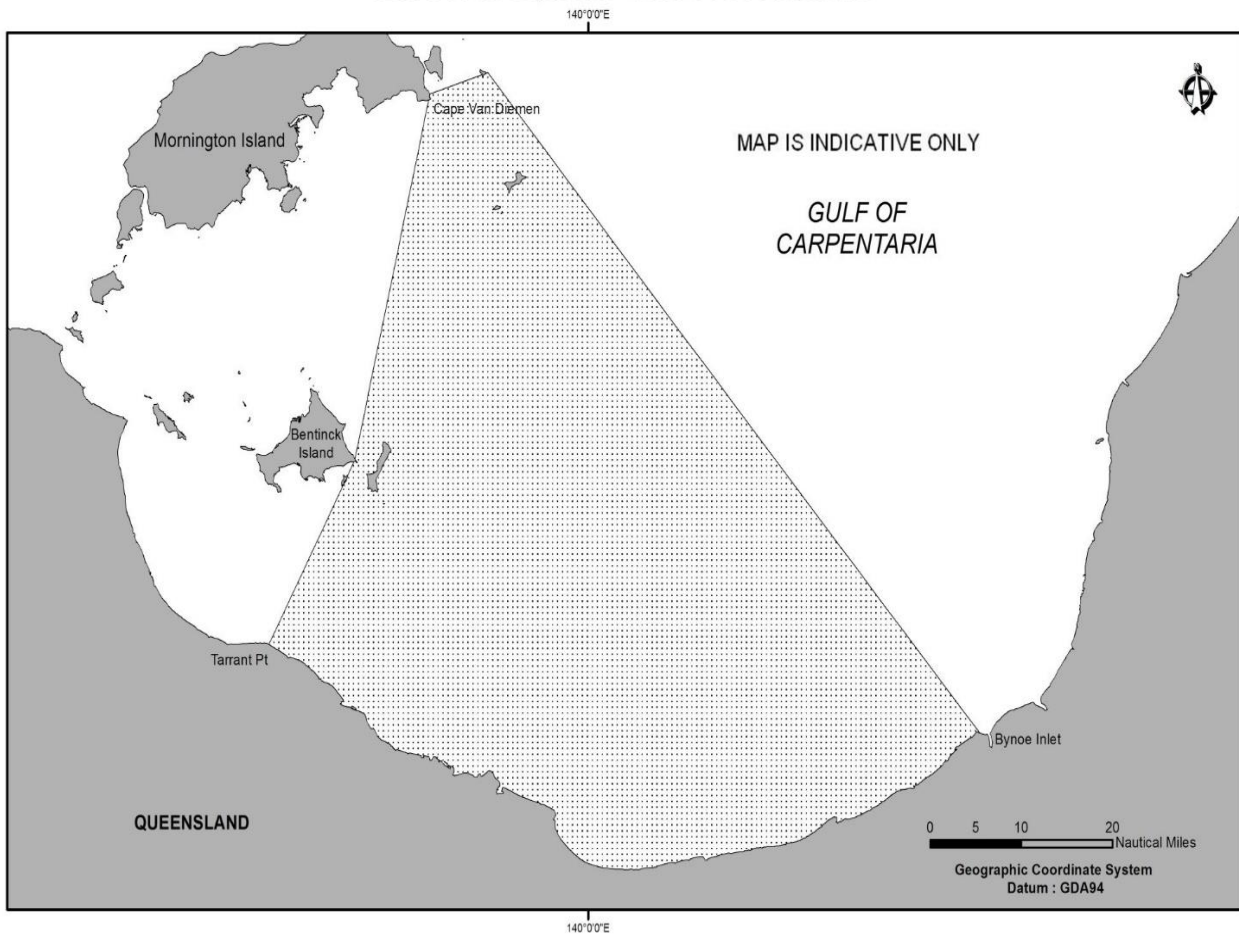 140°0'0"E
Cape Van Diemen
Mornington Island
MAP IS INDICATIVE ONLY
GULF OF
CARPENTARIA
Bentinck
Island
Tarrant Pt
Bynoe Inlet
QUEENSLAND
0 5 10 20
Nautical Miles
Geographic Coordinate System
Datum : GDA94
140°0'0"E